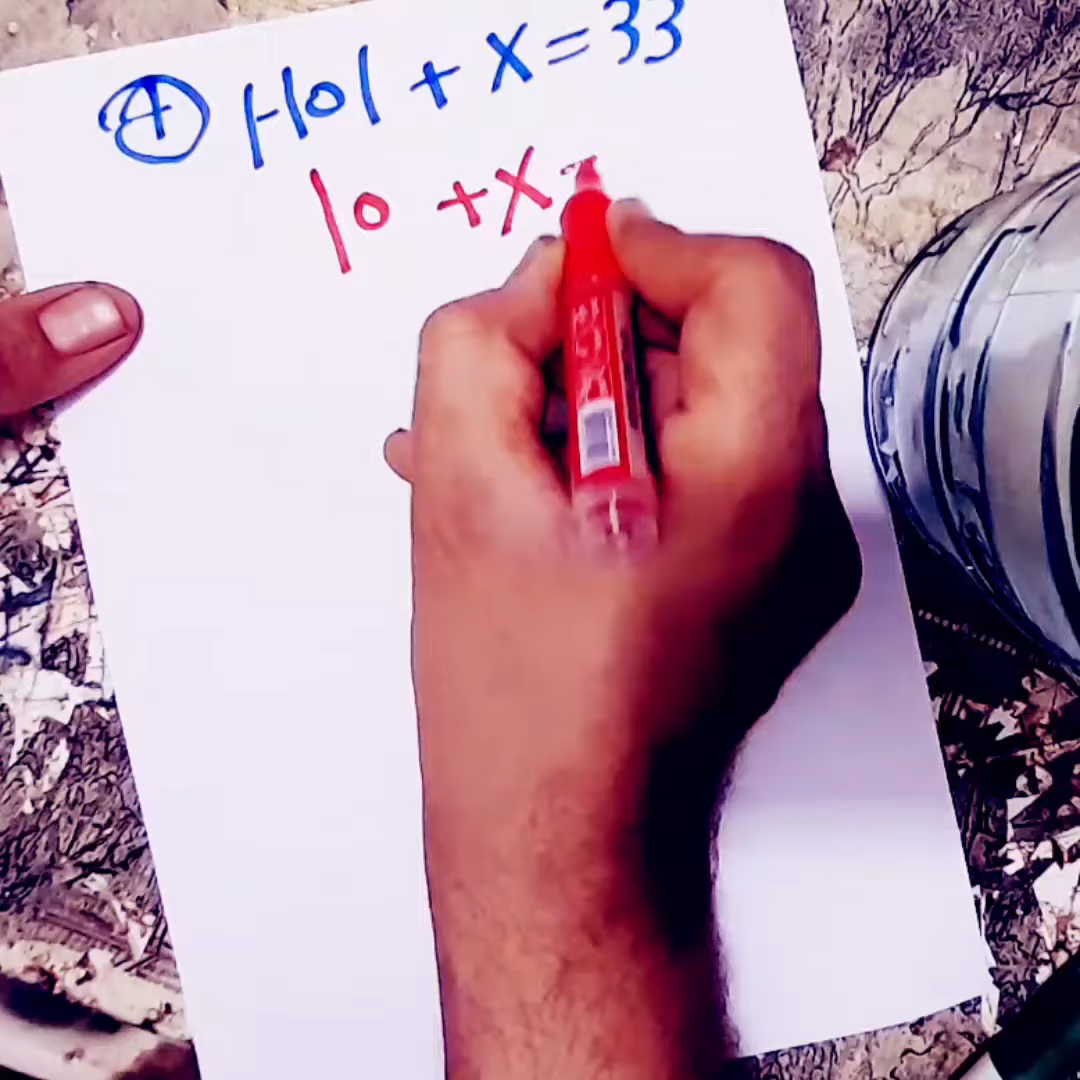 ④ |-10| + x = 33
10 + x =